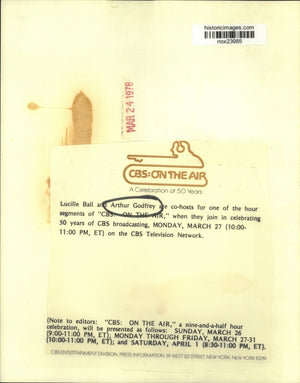 historicimages.com
nox23985
MAR 24 1978
CBS: ON THE AIR
A Celebration of 50 Years
Lucille Ball and Arthur Godfrey are co-hosts for one of the hour
segments of "CBS: ON THE AIR," when they join in celebrating
50 years of CBS broadcasting, MONDAY, MARCH 27 (10:00-
11:00 PM, ET) on the CBS Television Network.
(Note to editors: "CBS: ON THE AIR," a nine-and-a-half hour
celebration, will be presented as follows: SUNDAY, MARCH 26
(9:00-11:00 PM, ET); MONDAY THROUGH FRIDAY, MARCH 27-31
(10:00-11:00 PM, ET); and SATURDAY, APRIL 1 (8:30-11:00 PM, ET).
CBS ENTERTAINMENT DIVISION, PRESS INFORMATION, 51 WEST 52 STREET, NEW YORK, NEW YORK 10019